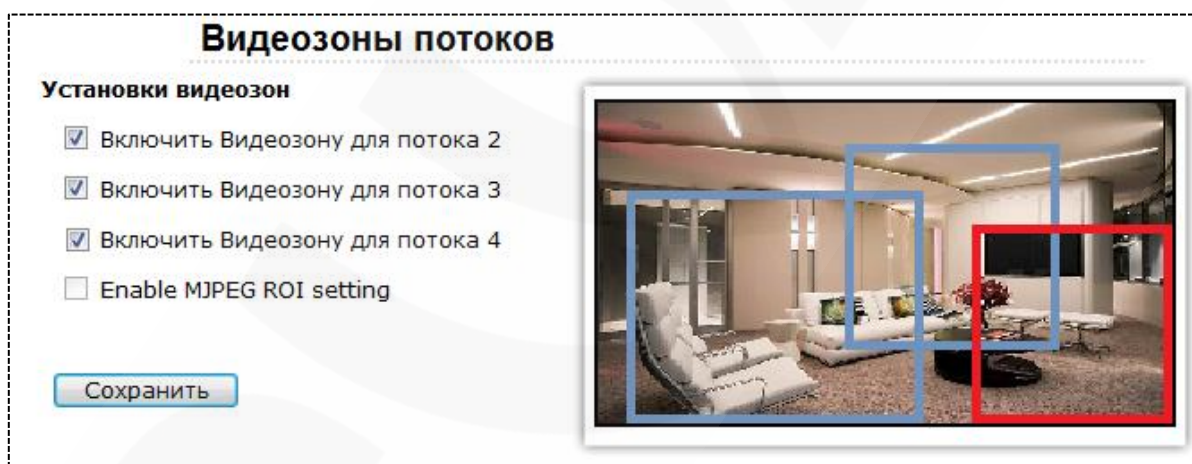 Видеозоны потоков
Установки видеозон
Включить Видеозону для потока 2
Включить Видеозону для потока 3
Включить Видеозону для потока 4
Enable MJPEG ROI setting
Сохранить